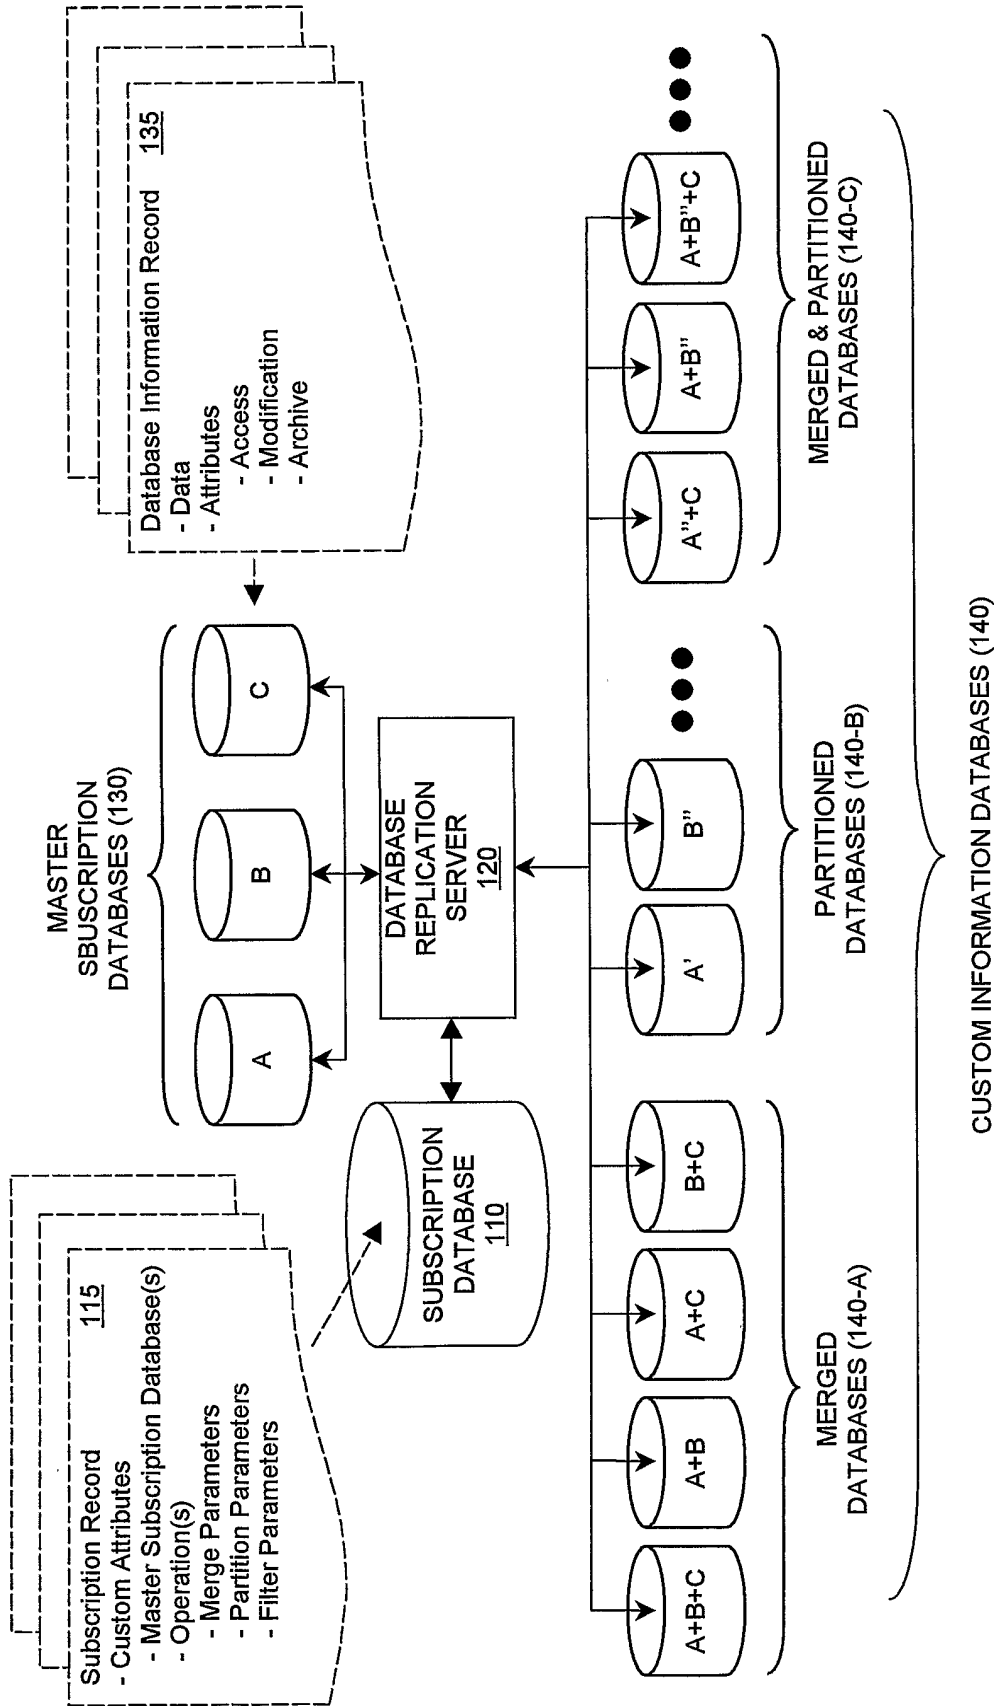 Subscription Record 115
- Custom Attributes
- Master Subscription Database(s)
- Operation(s)
- Merge Parameters
- Partition Parameters
- Filter Parameters
MASTER
SBUSCRIPTION
DATABASES (130)
A
B
C
Database Information Record 135
- Data
- Attributes
- Access
- Modification
- Archive
SUBSCRIPTION
DATABASE
110
DATABASE
REPLICATION
SERVER
120
A+B+C
A+B
A+C
B+C
A'
B"
A"+C
A+B"
A+B"+C
MERGED
DATABASES (140-A)
PARTITIONED
DATABASES (140-B)
MERGED & PARTITIONED
DATABASES (140-C)
CUSTOM INFORMATION DATABASES (140)